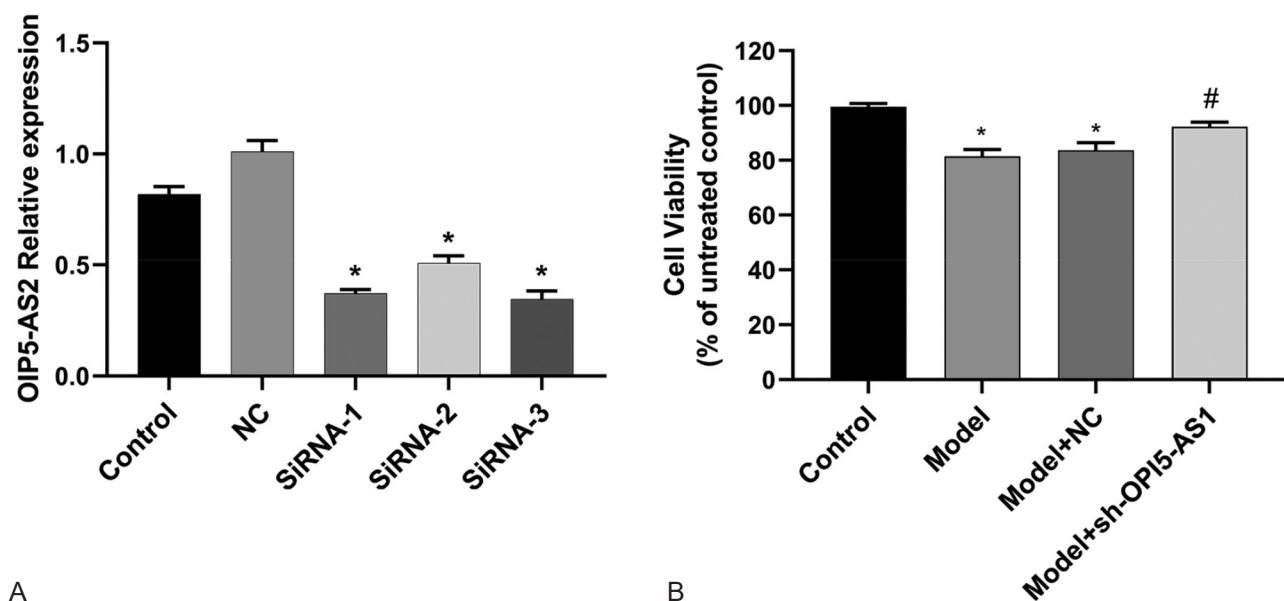 OIP5-AS2 Relative expression
1.5
1.0
0.5
0.0
*
*
*
Control
NC
SiRNA-1
SiRNA-2
SiRNA-3
A
Cell Viability
(% of untreated control)
120
100
80
60
40
20
0
*
*
#
Control
Model
Model+NC
Model+sh-OPI5-AS1
B